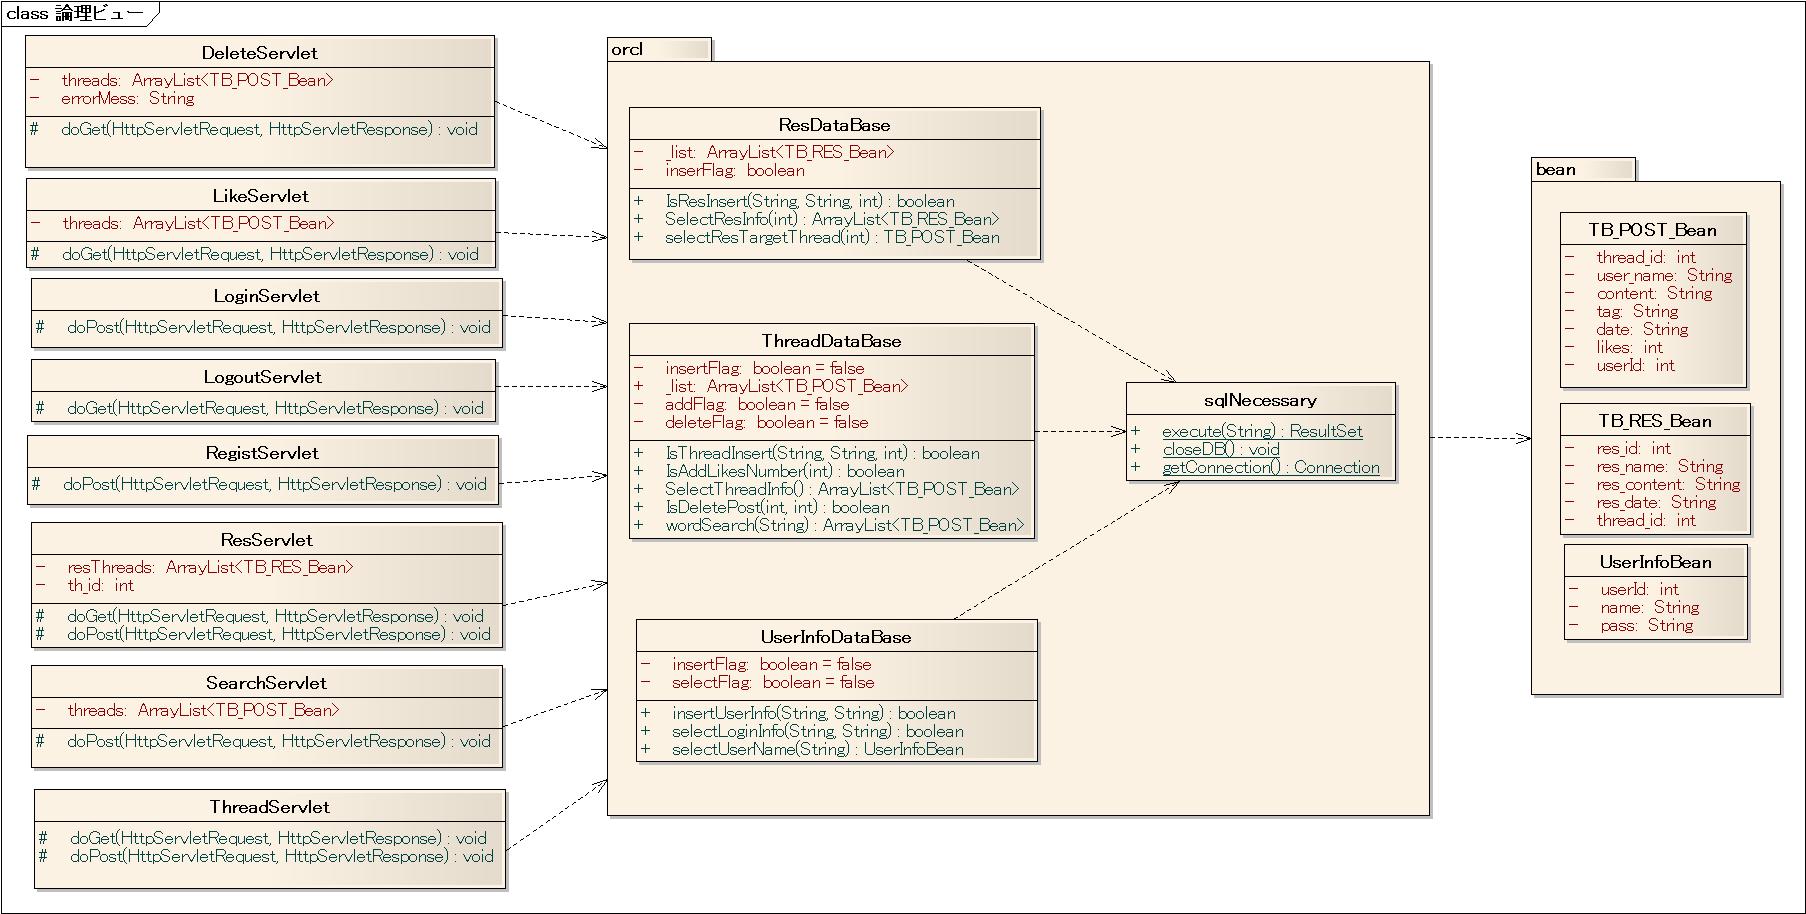 class 論理ビュー
DeleteServlet
- threads: ArrayList<TB_POST_Bean>
- errorMess: String
# doGet(HttpServletRequest, HttpServletResponse) : void
LikeServlet
- threads: ArrayList<TB_POST_Bean>
# doGet(HttpServletRequest, HttpServletResponse) : void
LoginServlet
# doPost(HttpServletRequest, HttpServletResponse) : void
LogoutServlet
# doGet(HttpServletRequest, HttpServletResponse) : void
RegistServlet
# doPost(HttpServletRequest, HttpServletResponse) : void
ResServlet
- resThreads: ArrayList<TB_RES_Bean>
- th_id: int
# doGet(HttpServletRequest, HttpServletResponse) : void
# doPost(HttpServletRequest, HttpServletResponse) : void
SearchServlet
- threads: ArrayList<TB_POST_Bean>
# doPost(HttpServletRequest, HttpServletResponse) : void
ThreadServlet
# doGet(HttpServletRequest, HttpServletResponse) : void
# doPost(HttpServletRequest, HttpServletResponse) : void
orcl
ResDataBase
- _list: ArrayList<TB_RES_Bean>
- inserFlag: boolean
+ IsResInsert(String, String, int) : boolean
+ SelectResInfo(int) : ArrayList<TB_RES_Bean>
+ selectResTargetThread(int) : TB_POST_Bean
ThreadDataBase
- insertFlag: boolean = false
+ _list: ArrayList<TB_POST_Bean>
- addFlag: boolean = false
- deleteFlag: boolean = false
+ IsThreadInsert(String, String, int) : boolean
+ IsAddLikesNumber(int) : boolean
+ SelectThreadInfo() : ArrayList<TB_POST_Bean>
+ IsDeletePost(int, int) : boolean
+ wordSearch(String) : ArrayList<TB_POST_Bean>
UserInfoDataBase
- insertFlag: boolean = false
- selectFlag: boolean = false
+ insertUserInfo(String, String) : boolean
+ selectLoginInfo(String, String) : boolean
+ selectUserName(String) : UserInfoBean
sqlNecessary
+ execute(String) : ResultSet
+ closeDB() : void
+ getConnection() : Connection
bean
TB_POST_Bean
- thread_id: int
- user_name: String
- content: String
- tag: String
- date: String
- likes: int
- userId: int
TB_RES_Bean
- res_id: int
- res_name: String
- res_content: String
- res_date: String
- thread_id: int
UserInfoBean
- userId: int
- name: String
- pass: String